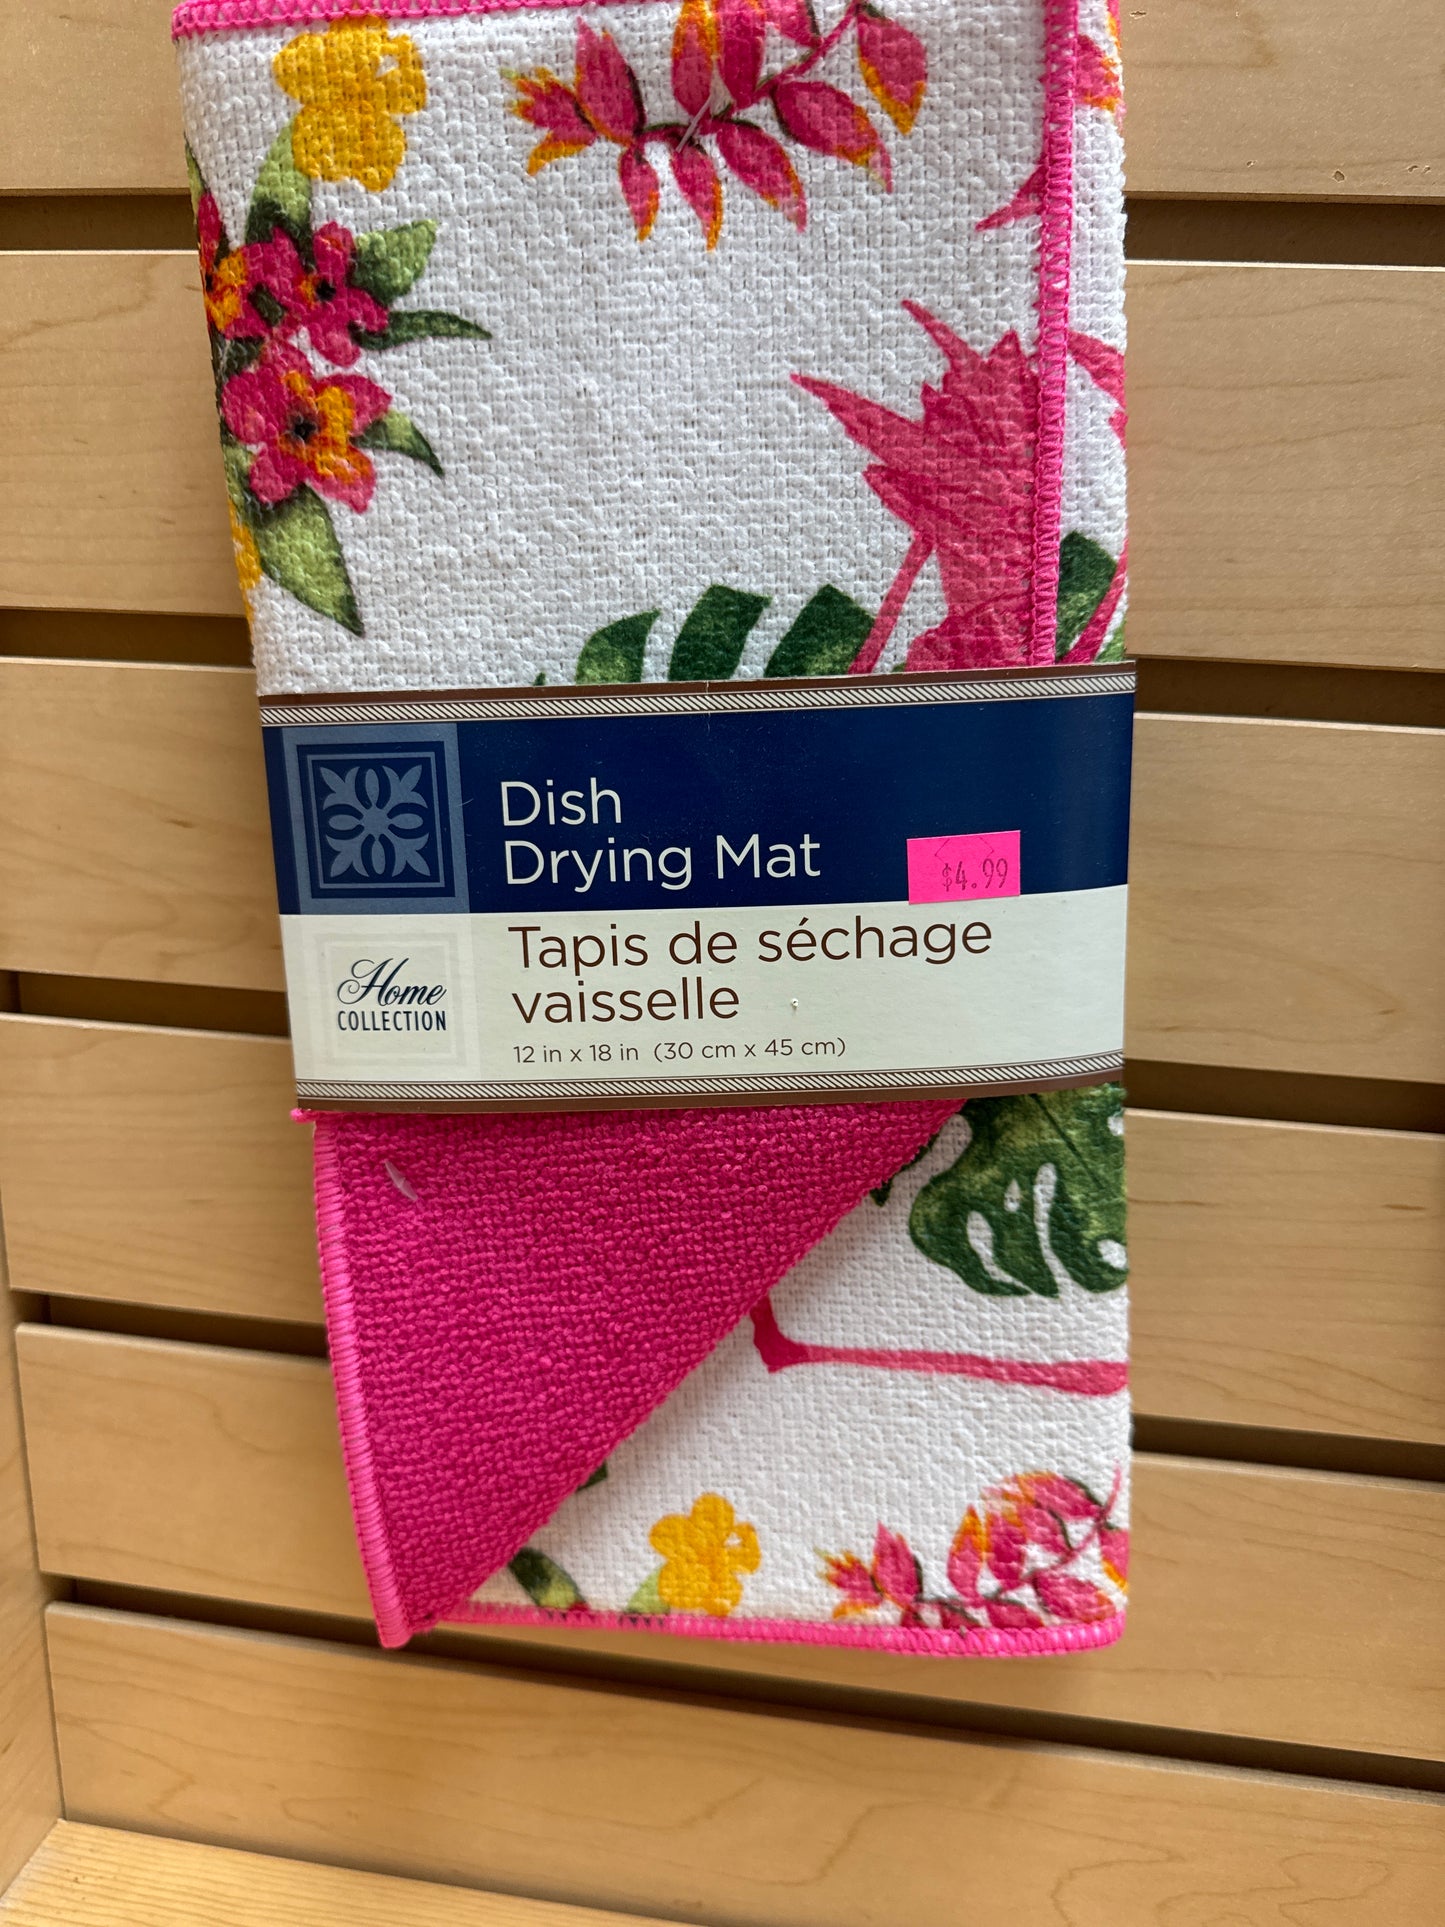 Dish
Drying Mat
$4.99
Tapis de séchage
vaisselle
Home
COLLECTION
12 in x 18 in (30 cm x 45 cm)